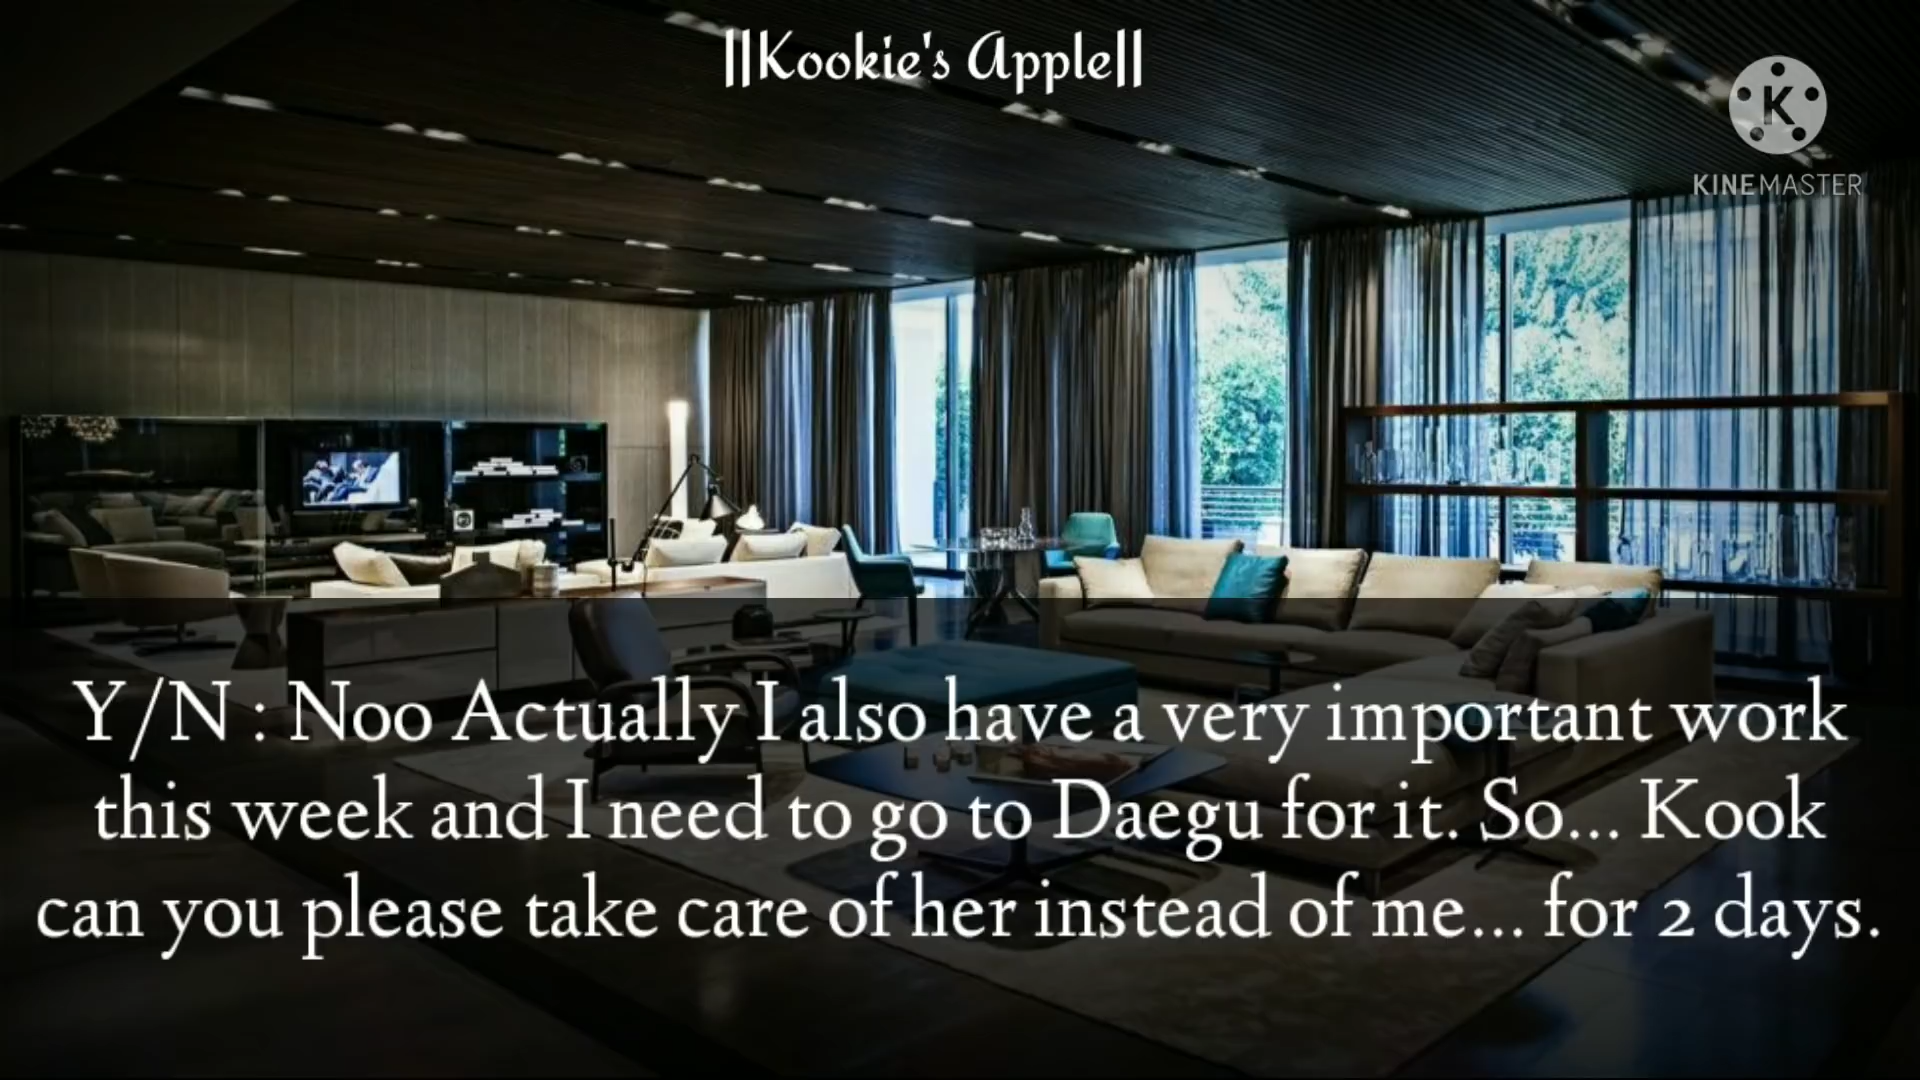 ||Kookie's Apple||
K
KINEMASTER
Y/N : Noo Actually I also have a very important work
this week and I need to go to Daegu for it. So... Kook
can you please take care of her instead of me... for 2 days.